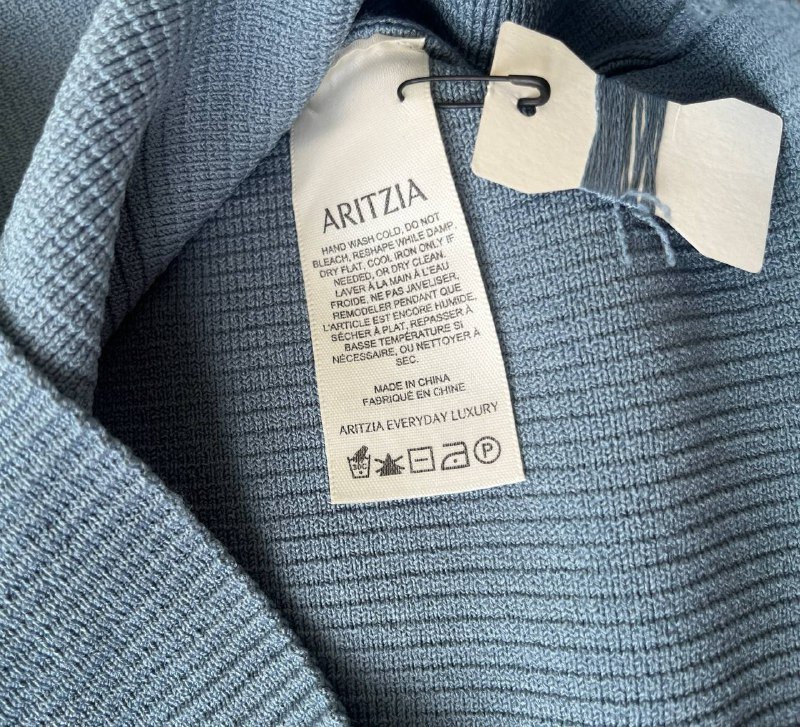 ARITZIA
HAND WASH COLD, DO NOT
BLEACH, RESHAPE WHILE DAMP,
DRY FLAT, COOL IRON ONLY IF
NEEDED, OR DRY CLEAN.
LAVER À LA MAIN À L'EAU
FROIDE, NE PAS JAVELISER,
REMODELER PENDANT QUE
L'ARTICLE EST ENCORE HUMIDE,
SÉCHER À PLAT, REPASSER À
BASSE TEMPÉRATURE SI
NÉCESSAIRE, OU NETTOYER À
SEC.
MADE IN CHINA
FABRIQUÉ EN CHINE
ARITZIA EVERYDAY LUXURY
30C P